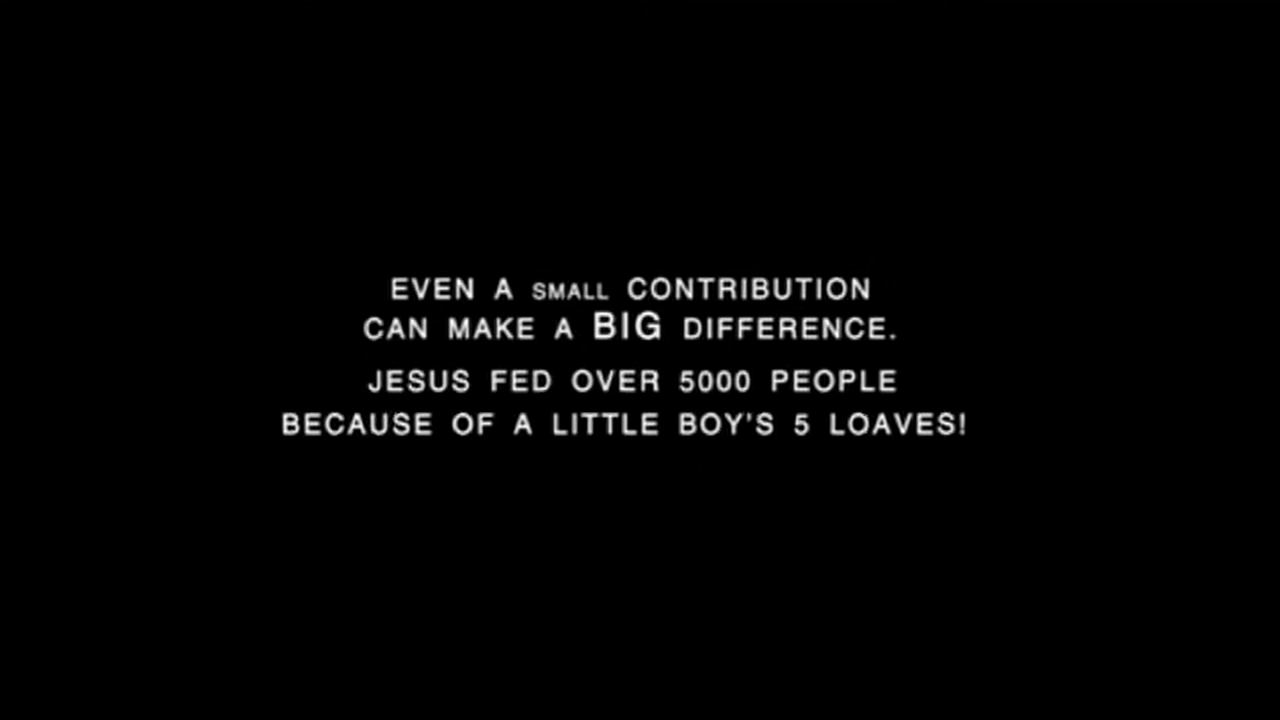 EVEN A SMALL CONTRIBUTION
CAN MAKE A BIG DIFFERENCE.
JESUS FED OVER 5000 PEOPLE
BECAUSE OF A LITTLE BOY'S 5 LOAVES!